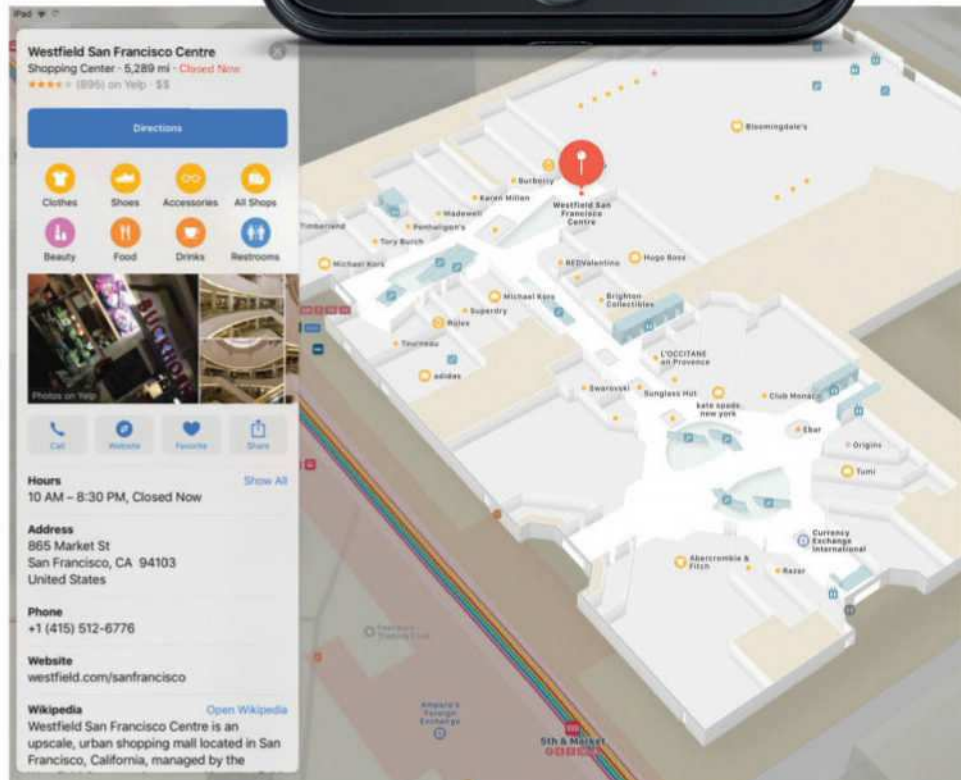 iPad
Westfield San Francisco Centre
Shopping Center · 5,289 mi · Closed Now
(895) on Yelp · $$
Directions
Clothes
Shoes
Accessories
All Shops
Beauty
Food
Drinks
Restrooms
Photos on Yelp
Call
Website
Favorite
Share
Hours
Show All
10 AM – 8:30 PM, Closed Now
Address
865 Market St
San Francisco, CA 94103
United States
Phone
+1 (415) 512-6776
Website
westfield.com/sanfrancisco
Wikipedia
Open Wikipedia
Westfield San Francisco Centre is an
upscale, urban shopping mall located in San
Francisco, California, managed by the
Bloomingdale's
Burberry
Karen Millen
Westfield San
Francisco
Centre
Madewell
Timberland
Penhaligon's
Tory Burch
Michael Kors
REDValentino
Hugo Boss
Michael Kors
Brighton
Collectibles
Superdry
Rolex
Tourneau
L'OCCITANE
en Provence
adidas
Swarovski
Sunglass Hut
kate spade
new york
Club Monaco
Ebar
Origins
Tumi
Currency
Exchange
International
Abercrombie &
Fitch
Razer
Foreign
Exchange
5th & Market